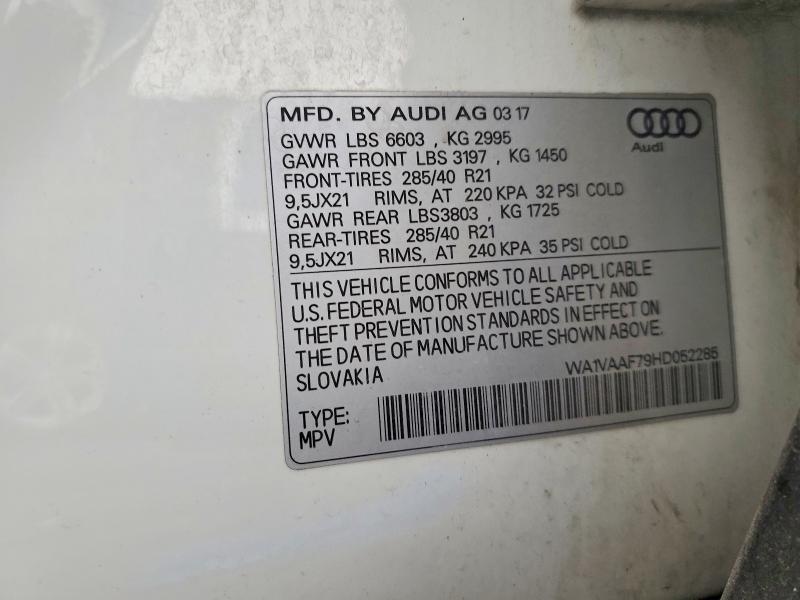 MFD. BY AUDI AG 03 17
Audi
GVWR LBS 6603 , KG 2995
GAWR FRONT LBS 3197 , KG 1450
FRONT-TIRES 285/40 R21
9,5JX21 RIMS, AT 220 KPA 32 PSI COLD
GAWR REAR LBS3803 , KG 1725
REAR-TIRES 285/40 R21
9,5JX21 RIMS, AT 240 KPA 35 PSI COLD
THIS VEHICLE CONFORMS TO ALL APPLICABLE
U.S. FEDERAL MOTOR VEHICLE SAFETY AND
THEFT PREVENTION STANDARDS IN EFFECT ON
THE DATE OF MANUFACTURE SHOWN ABOVE.
SLOVAKIA
WA1VAAF79HD052285
TYPE:
MPV